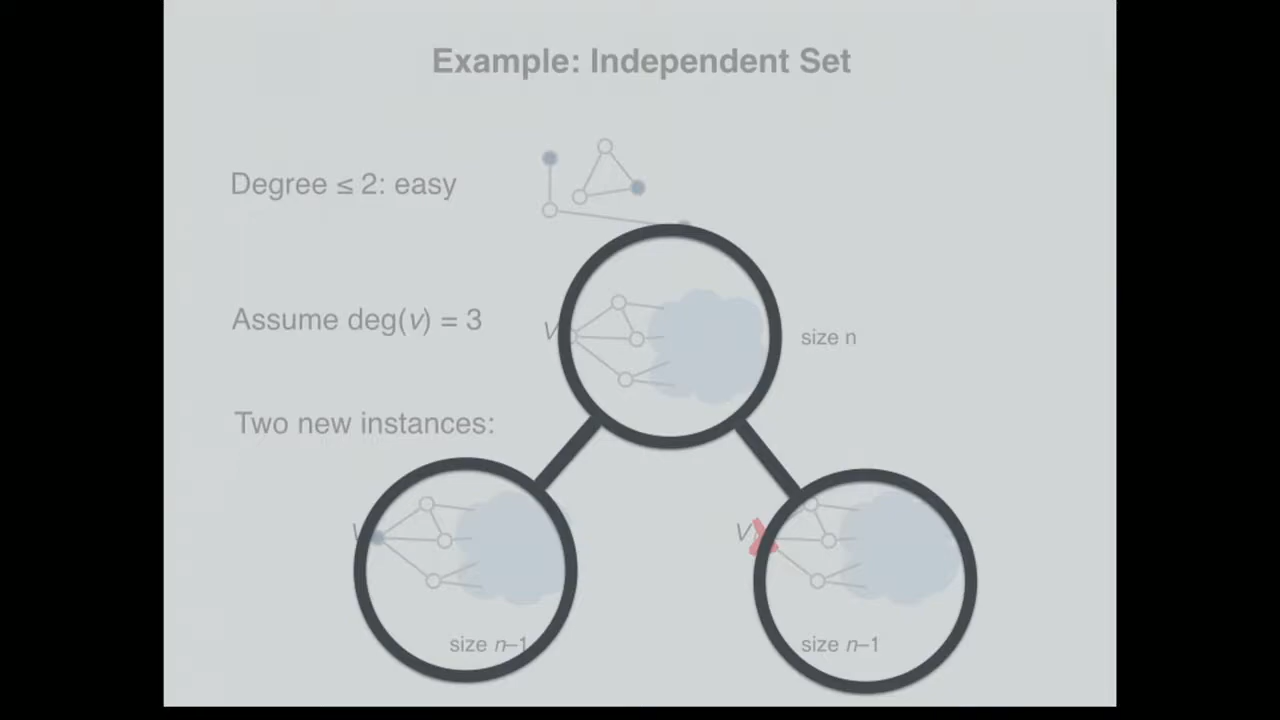 Example: Independent Set
Degree ≤ 2: easy
Assume deg(v) = 3
v
size n
Two new instances:
v
v
size n–1
size n–1